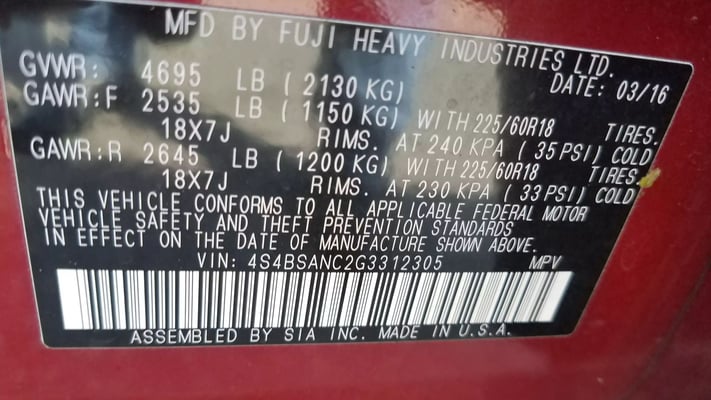 MFD BY FUJI HEAVY INDUSTRIES LTD.
GVWR: 4695 LB (2130 KG) DATE: 03/16
GAWR:F 2535 LB (1150 KG) WITH 225/60R18 TIRES.
18X7J RIMS. AT 240 KPA (35 PSI) COLD
GAWR:R 2645 LB (1200 KG) WITH 225/60R18 TIRES.
18X7J RIMS. AT 230 KPA (33 PSI) COLD
THIS VEHICLE CONFORMS TO ALL APPLICABLE FEDERAL MOTOR
VEHICLE SAFETY AND THEFT PREVENTION STANDARDS
IN EFFECT ON THE DATE OF MANUFACTURE SHOWN ABOVE.
VIN: 4S4BSANC2G3312305 MPV
ASSEMBLED BY SIA INC. MADE IN U.S.A.